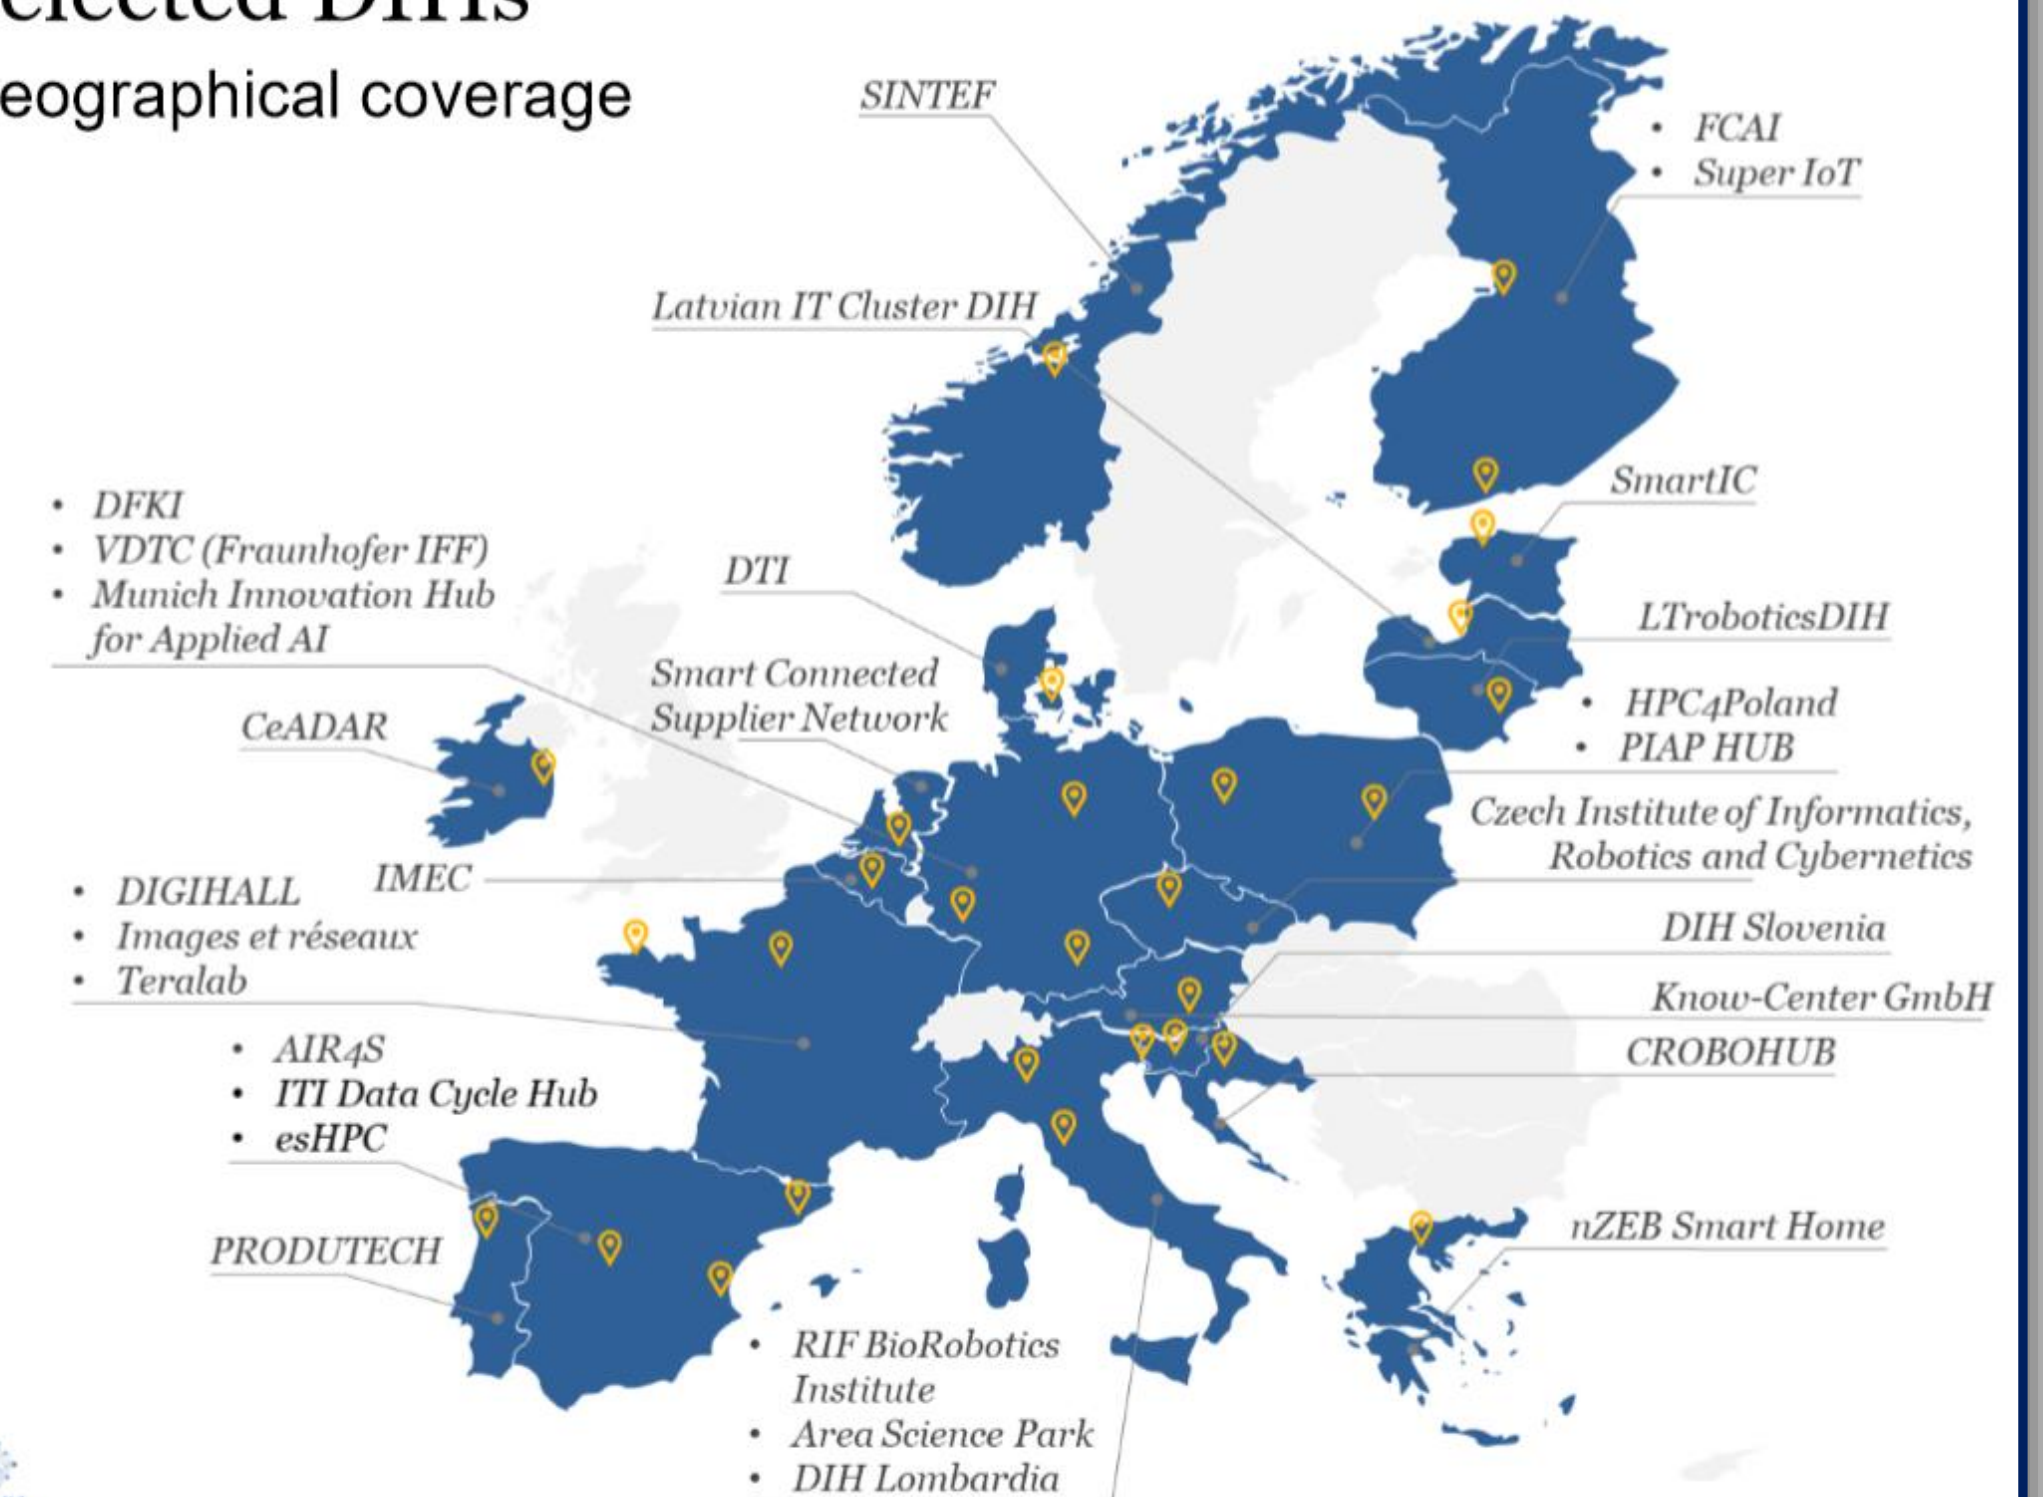 elected DIHs
eographical coverage
SINTEF
• FCAI
• Super IoT
Latvian IT Cluster DIH
SmartIC
• DFKI
• VDTC (Fraunhofer IFF)
• Munich Innovation Hub
for Applied AI
DTI
LTroboticsDIH
Smart Connected
Supplier Network
CeADAR
• HPC4Poland
• PIAP HUB
Czech Institute of Informatics,
Robotics and Cybernetics
IMEC
• DIGIHALL
• Images et réseaux
• Teralab
DIH Slovenia
Know-Center GmbH
CROBOHUB
• AIR4S
• ITI Data Cycle Hub
• esHPC
PRODUTECH
nZEB Smart Home
• RIF BioRobotics
Institute
• Area Science Park
• DIH Lombardia